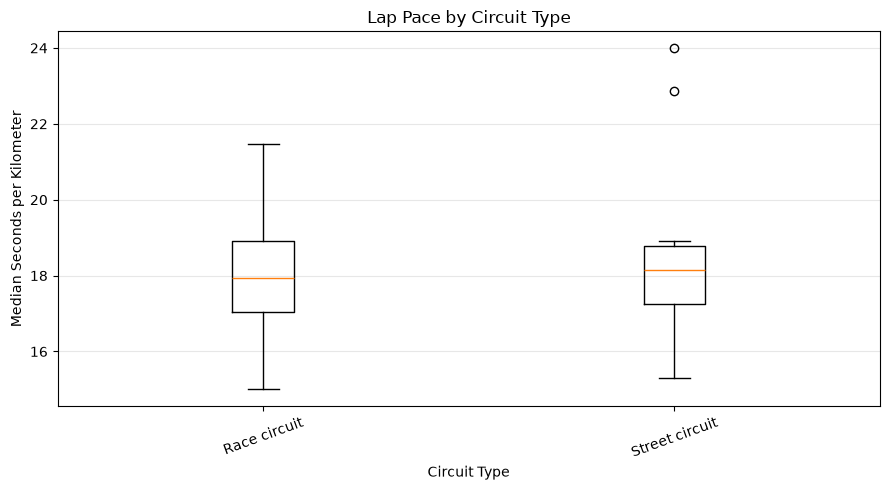 Lap Pace by Circuit Type
Median Seconds per Kilometer
24
22
20
18
16
Race circuit
Street circuit
Circuit Type